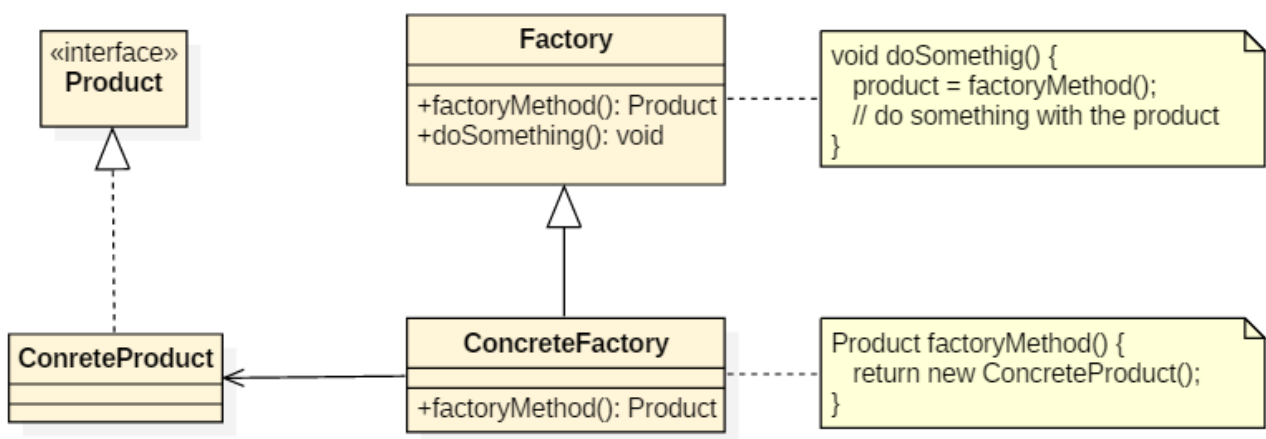 «interface»
Product
Factory
+factoryMethod(): Product
+doSomething(): void
void doSomethig() {
product = factoryMethod();
// do something with the product
}
ConreteProduct
ConcreteFactory
+factoryMethod(): Product
Product factoryMethod() {
return new ConcreteProduct();
}